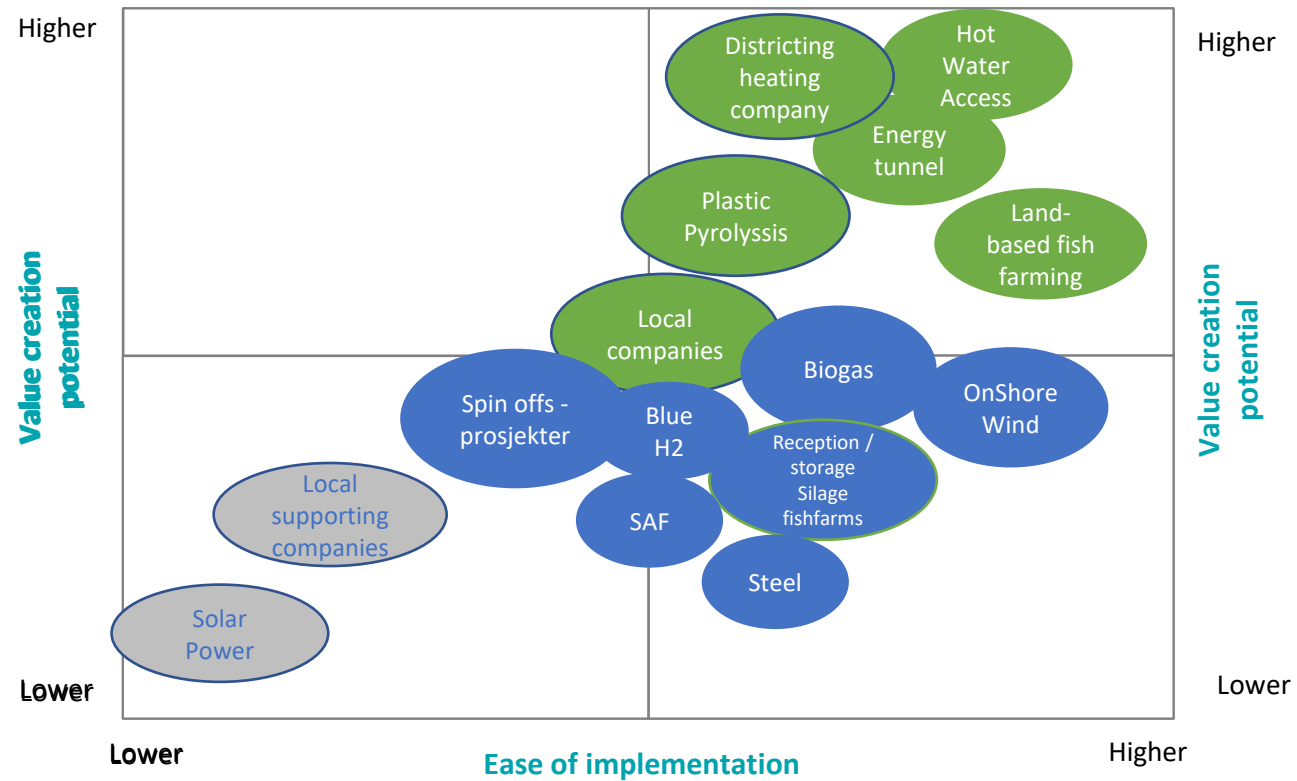 Higher
Higher
Districting
heating
company
Hot
Water
Access
Energy
tunnel
Plastic
Pyrolyssis
Land-
based fish
farming
Value creation
potential
Value creation
potential
Local
companies
Biogas
OnShore
Wind
Spin offs -
prosjekter
Blue
H2
Reception /
storage
Silage
fishfarms
Local
supporting
companies
SAF
Steel
Solar
Power
Lower
Lower
Lower
Ease of implementation
Higher